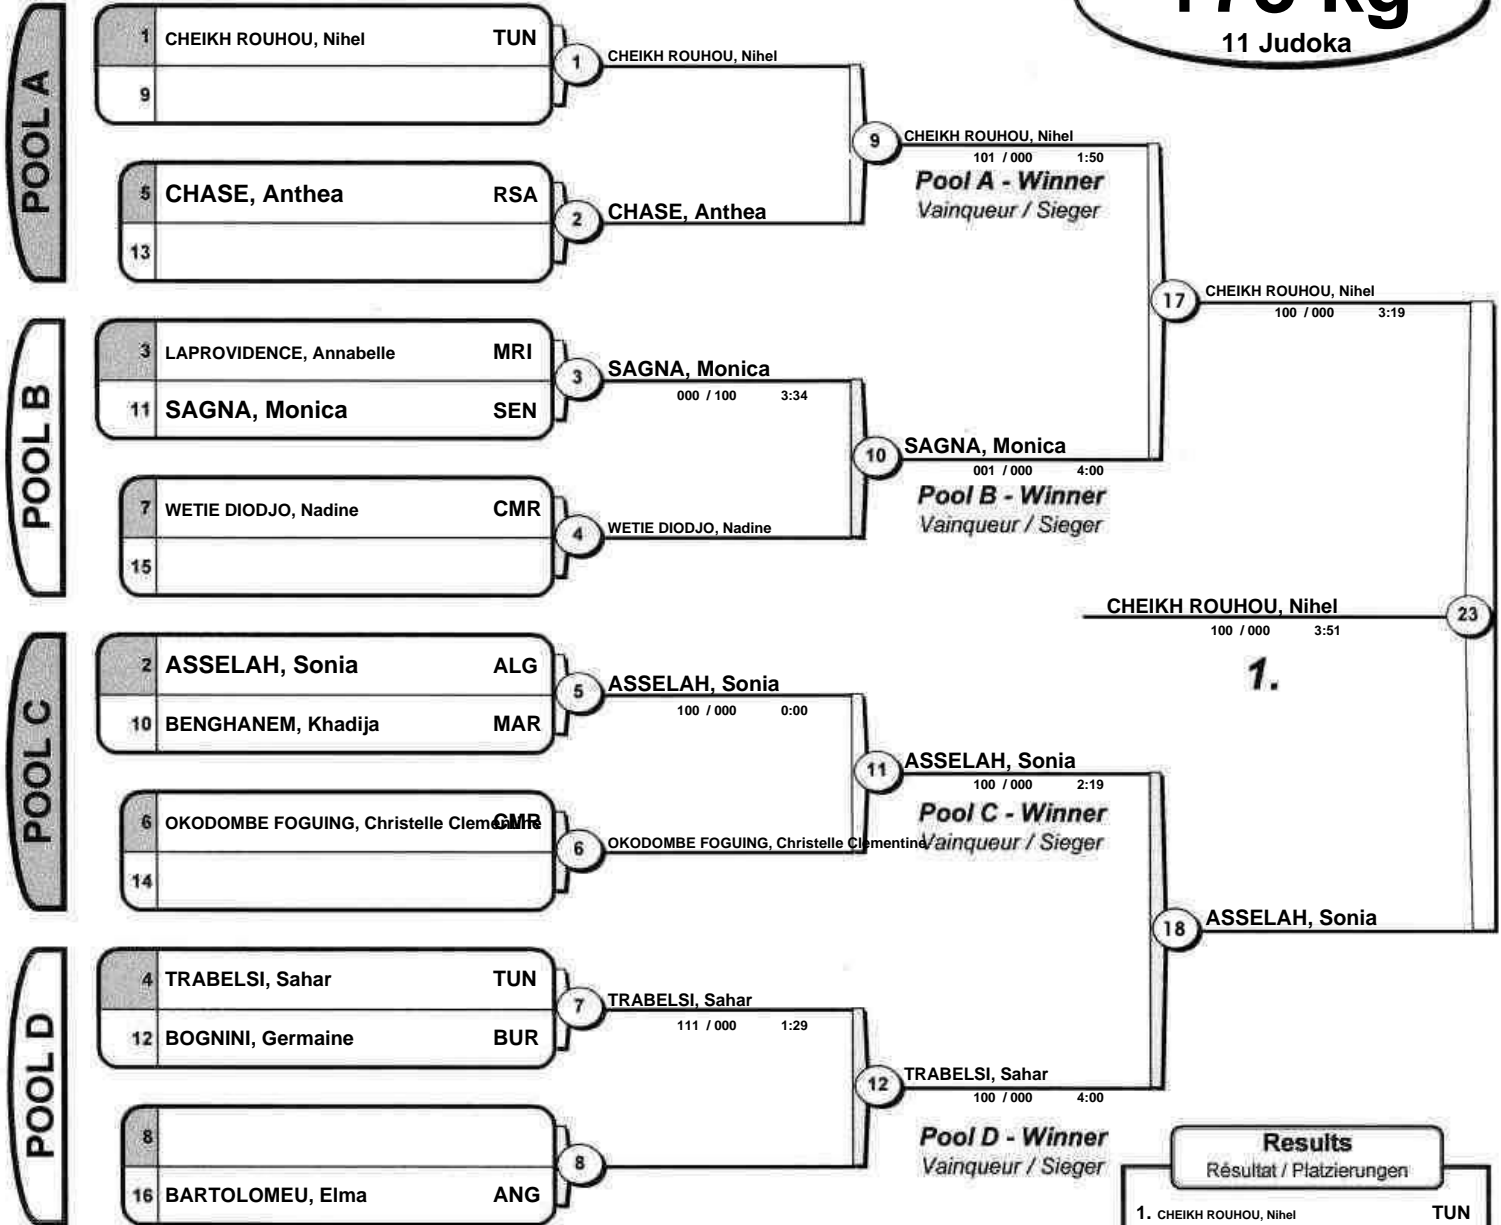 kg
11 Judoka
POOL A
1 CHEIKH ROUHOU, Nihel TUN
9
1 CHEIKH ROUHOU, Nihel
5 CHASE, Anthea RSA
13
2 CHASE, Anthea
9 CHEIKH ROUHOU, Nihel
101 / 000 1:50
Pool A - Winner
Vainqueur / Sieger
POOL B
3 LAPROVIDENCE, Annabelle MRI
11 SAGNA, Monica SEN
3 SAGNA, Monica
000 / 100 3:34
7 WETIE DIODJO, Nadine CMR
15
4 WETIE DIODJO, Nadine
10 SAGNA, Monica
001 / 000 4:00
Pool B - Winner
Vainqueur / Sieger
17 CHEIKH ROUHOU, Nihel
100 / 000 3:19
CHEIKH ROUHOU, Nihel 23
100 / 000 3:51
1.
POOL C
2 ASSELAH, Sonia ALG
10 BENGHANEM, Khadija MAR
5 ASSELAH, Sonia
100 / 000 0:00
6 OKODOMBE FOGUING, Christelle Clementine CMR
14
6 OKODOMBE FOGUING, Christelle Clementine
11 ASSELAH, Sonia
100 / 000 2:19
Pool C - Winner
Vainqueur / Sieger
18 ASSELAH, Sonia
POOL D
4 TRABELSI, Sahar TUN
12 BOGNINI, Germaine BUR
7 TRABELSI, Sahar
111 / 000 1:29
8
16 BARTOLOMEU, Elma ANG
8
12 TRABELSI, Sahar
100 / 000 4:00
Pool D - Winner
Vainqueur / Sieger
Results
Résultat / Platzierungen
1. CHEIKH ROUHOU, Nihel TUN